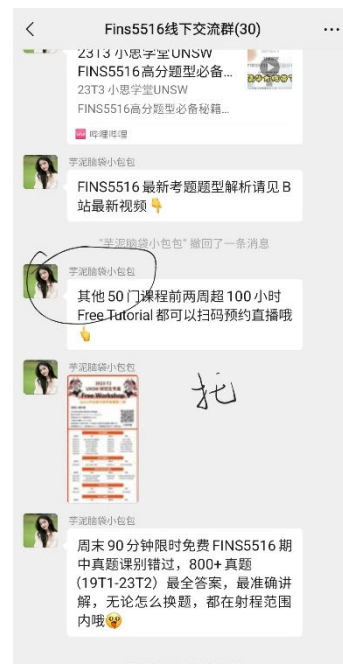 Fins5516线下交流群(30)
23T3 小思学堂UNSW
FINS5516高分题型必备...
23T3 小思学堂UNSW
FINS5516高分题型必备秘籍...
哔哩哔哩
芋泥脑袋小包包
FINS5516 最新考题题型解析请见 B
站最新视频👇
"芋泥脑袋小包包" 撤回了一条消息
芋泥脑袋小包包
其他 50 门课程前两周超 100 小时
Free Tutorial 都可以扫码预约直播哦
👆
芋泥脑袋小包包
2023-T3
Free Workshop
托
芋泥脑袋小包包
周末 90 分钟限时免费 FINS5516 期
中真题课别错过，800+ 真题
(19T1-23T2）最全答案，最准确讲
解，无论怎么换题，都在射程范围
内哦😛